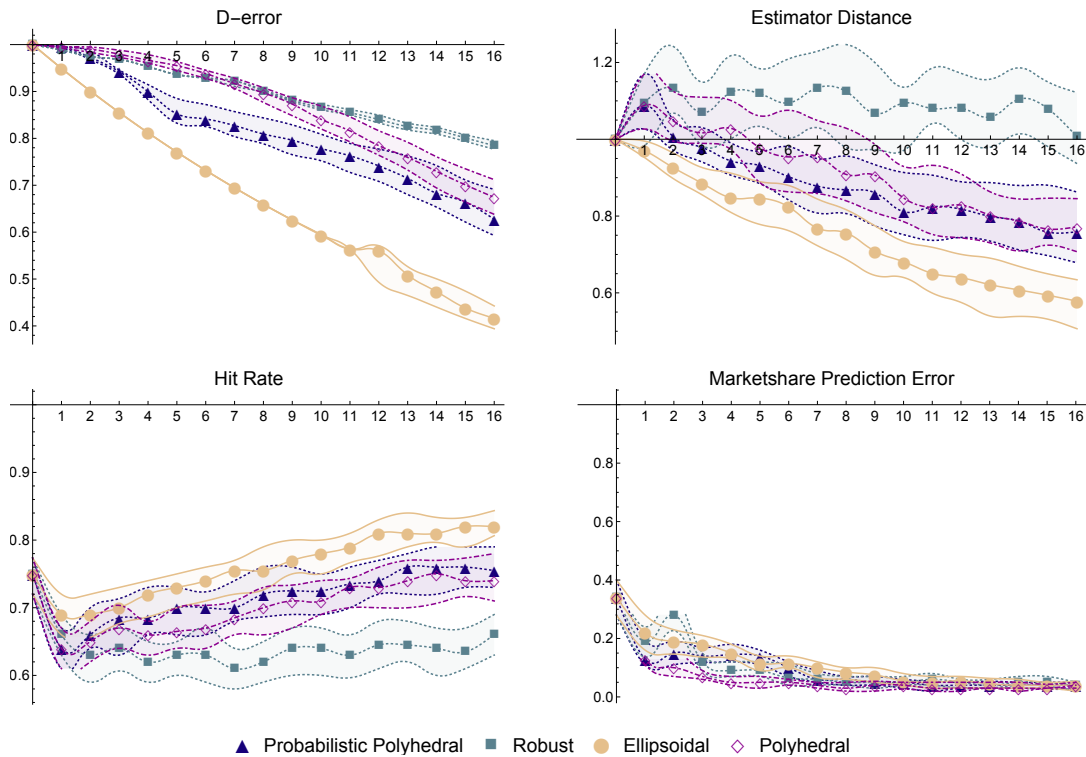 D−error
1 2 3 4 5 6 7 8 9 10 11 12 13 14 15 16
0.9
0.8
0.7
0.6
0.5
0.4
Estimator Distance
1.2
1 2 3 4 5 6 7 8 9 10 11 12 13 14 15 16
0.8
0.6
Hit Rate
1 2 3 4 5 6 7 8 9 10 11 12 13 14 15 16
0.9
0.8
0.7
0.6
Marketshare Prediction Error
1 2 3 4 5 6 7 8 9 10 11 12 13 14 15 16
0.8
0.6
0.4
0.2
0.0
Probabilistic Polyhedral Robust Ellipsoidal Polyhedral